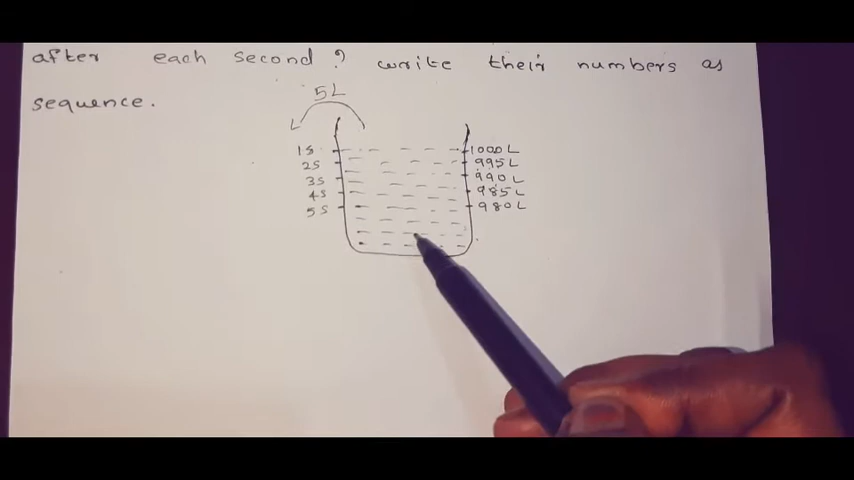 after each second? write their numbers as
sequence.
5L
1s 1000L
2s 995L
3s 990L
4s 985L
5s 980L